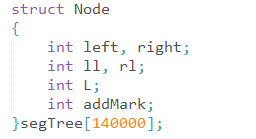 struct Node
{
    int left, right;
    int ll, rl;
    int L;
    int addMark;
}segTree[140000];